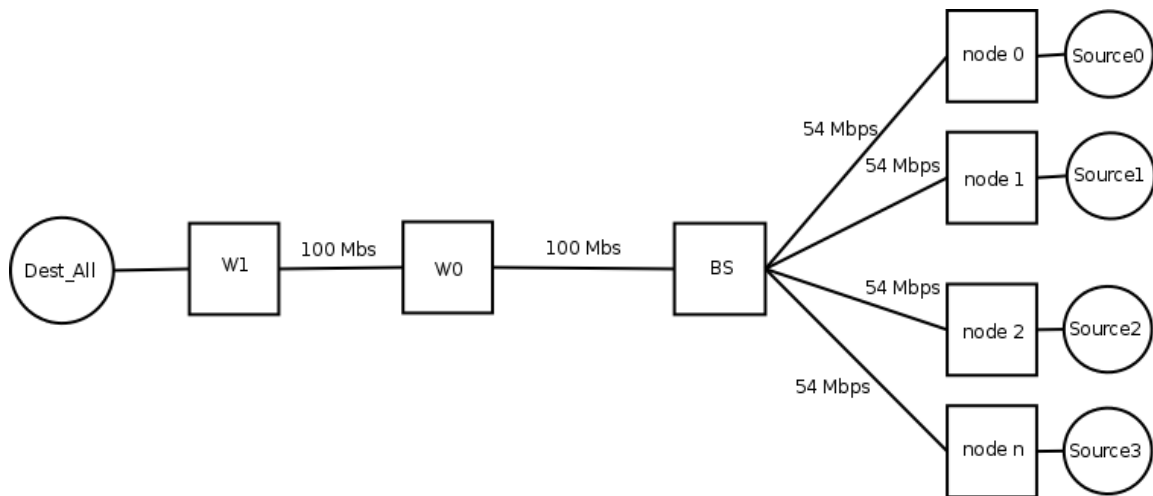 node 0
Source0
54 Mbps
54 Mbps
node 1
Source1
Dest_All
W1
100 Mbs
W0
100 Mbs
BS
54 Mbps
node 2
Source2
54 Mbps
node n
Source3